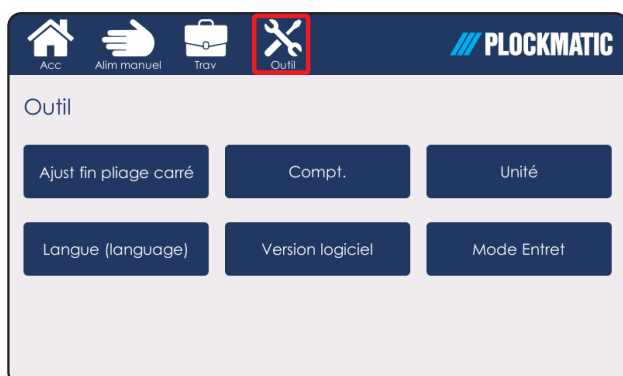 Acc Alim manuel Trav Outil PLOCKMATIC
Outil
Ajust fin pliage carré Compt. Unité
Langue (language) Version logiciel Mode Entret